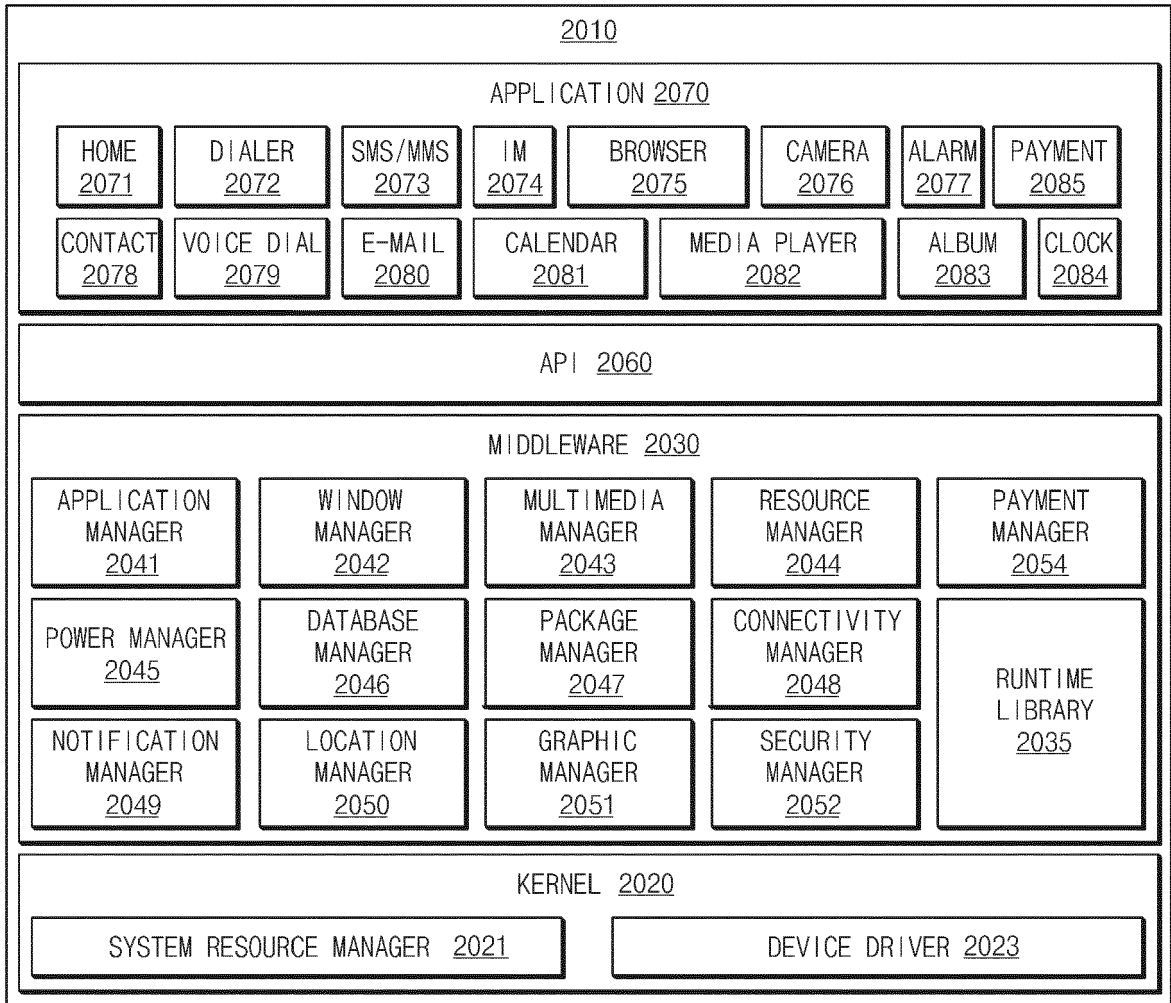 2010
APPLICATION 2070
HOME
2071
DIALER
2072
SMS/MMS
2073
IM
2074
BROWSER
2075
CAMERA
2076
ALARM
2077
PAYMENT
2085
CONTACT
2078
VOICE DIAL
2079
E-MAIL
2080
CALENDAR
2081
MEDIA PLAYER
2082
ALBUM
2083
CLOCK
2084
API 2060
MIDDLEWARE 2030
APPLICATION
MANAGER
2041
WINDOW
MANAGER
2042
MULTIMEDIA
MANAGER
2043
RESOURCE
MANAGER
2044
PAYMENT
MANAGER
2054
POWER MANAGER
2045
DATABASE
MANAGER
2046
PACKAGE
MANAGER
2047
CONNECTIVITY
MANAGER
2048
RUNTIME
LIBRARY
2035
NOTIFICATION
MANAGER
2049
LOCATION
MANAGER
2050
GRAPHIC
MANAGER
2051
SECURITY
MANAGER
2052
KERNEL 2020
SYSTEM RESOURCE MANAGER 2021
DEVICE DRIVER 2023